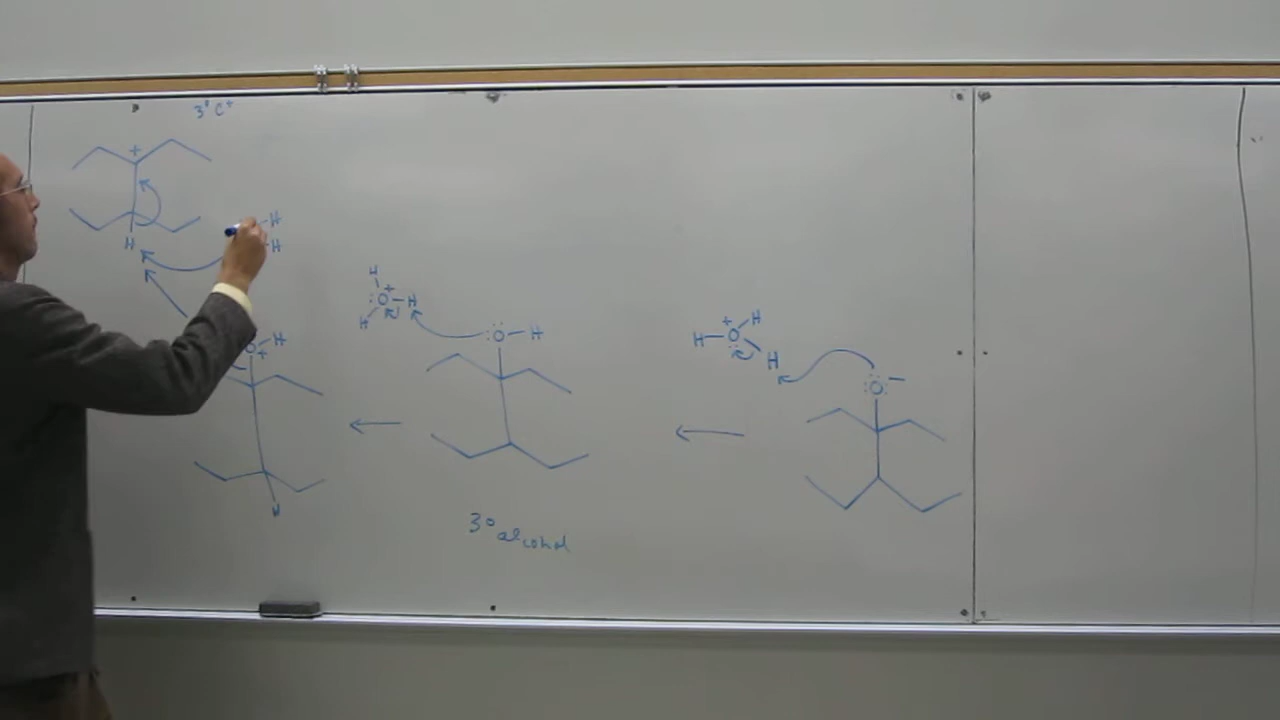 3° C⁺
+
H
H
H
H
:O⁺–H
H
:O:–H
O–H
+
+
H–O–H
H
:O:⁻
H
3° alcohol